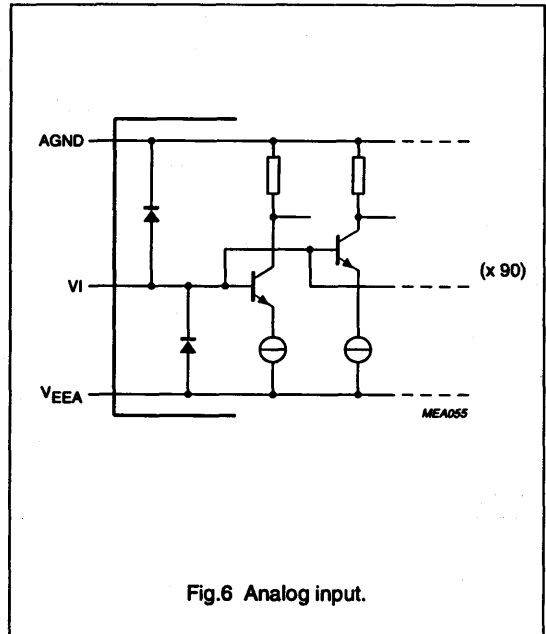 AGND
VI
(x 90)
VEEA
MEA055
Fig.6 Analog input.